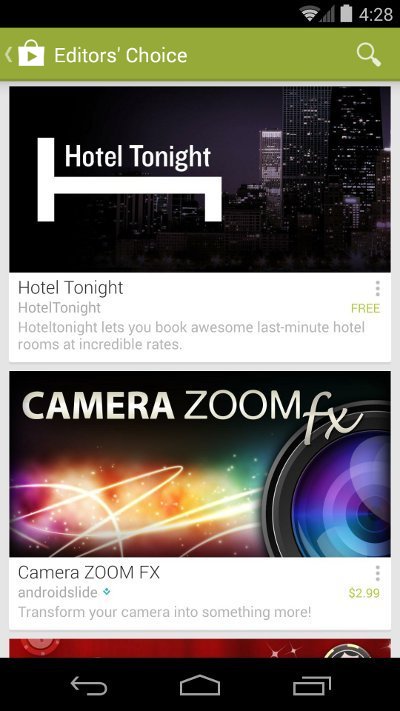 4:28
Editors' Choice
Hotel Tonight
Hotel Tonight
HotelTonight
FREE
Hoteltonight lets you book awesome last-minute hotel
rooms at incredible rates.
CAMERA ZOOM fx
Camera ZOOM FX
androidslide
$2.99
Transform your camera into something more!